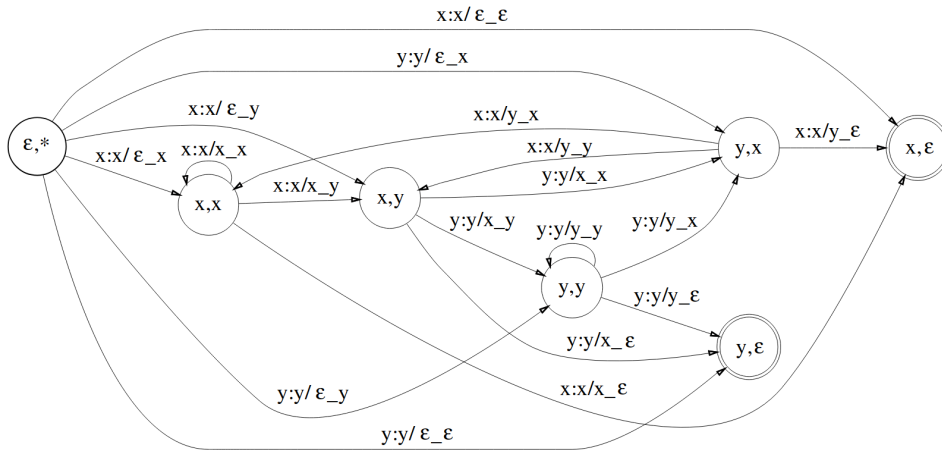 x:x/ ε_ε
y:y/ ε_x
x:x/ ε_y
x:x/y_x
ε,*
x:x/ ε_x
x:x/x_x
x:x/y_y
y,x
x:x/y_ε
x,ε
x,x
x:x/x_y
x,y
y:y/x_x
y:y/x_y
y:y/y_y
y:y/y_x
y,y
y:y/y_ε
y:y/x_ε
y,ε
y:y/ ε_y
x:x/x_ε
y:y/ ε_ε